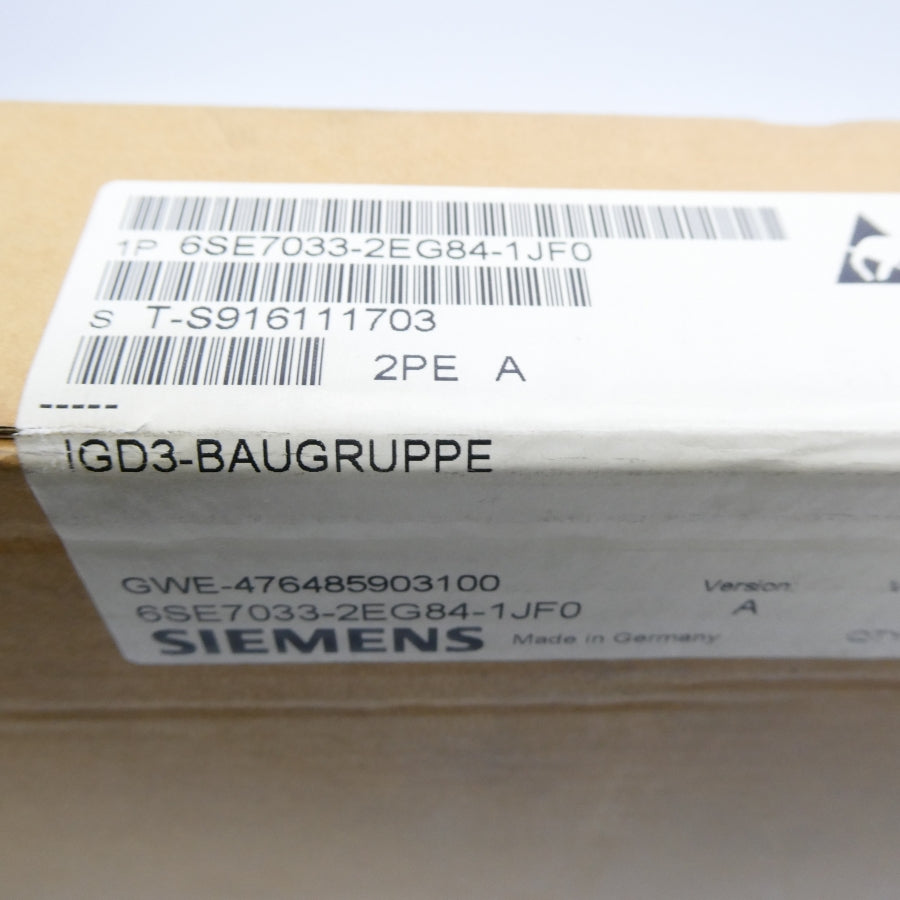 1P 6SE7033-2EG84-1JF0
S T-S916111703
2PE A
-----
IGD3-BAUGRUPPE
GWE-476485903100
6SE7033-2EG84-1JF0
Version
A
SIEMENS Made in Germany